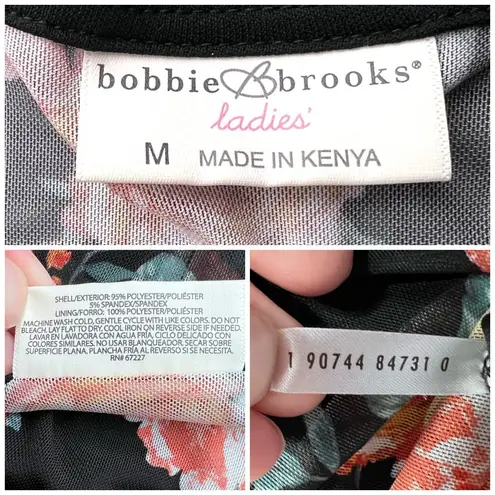 bobbie B brooks®
ladies'
M MADE IN KENYA
SHELL/EXTERIOR: 95% POLYESTER/POLIÉSTER
5% SPANDEX/SPANDEX
LINING/FORRO: 100% POLYESTER/POLIÉSTER
MACHINE WASH COLD, GENTLE CYCLE WITH LIKE COLORS. DO NOT
BLEACH. LAY FLAT TO DRY, COOL IRON ON REVERSE SIDE IF NEEDED.
LAVAR EN LAVADORA CON AGUA FRÍA, CICLO DELICADO CON
COLORES SIMILARES. NO USAR BLANQUEADOR. SECAR SOBRE
SUPERFICIE PLANA, PLANCHA FRÍA AL REVERSO SI SE NECESITA.
RN# 67227
1 90744 84731 0